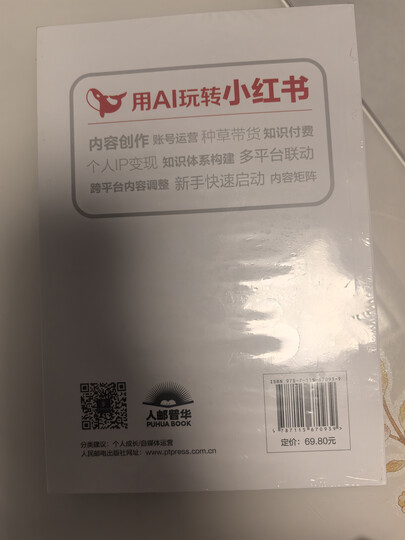 用AI玩转小红书
内容创作 账号运营 种草带货 知识付费
个人IP变现 知识体系构建 多平台联动
跨平台内容调整 新手快速启动 内容矩阵
人邮智华
PUHUA BOOK
分类建议：个人成长/自媒体运营
人民邮电出版社网址：www.ptpress.com.cn
9 787115 670939
定价：69.80元